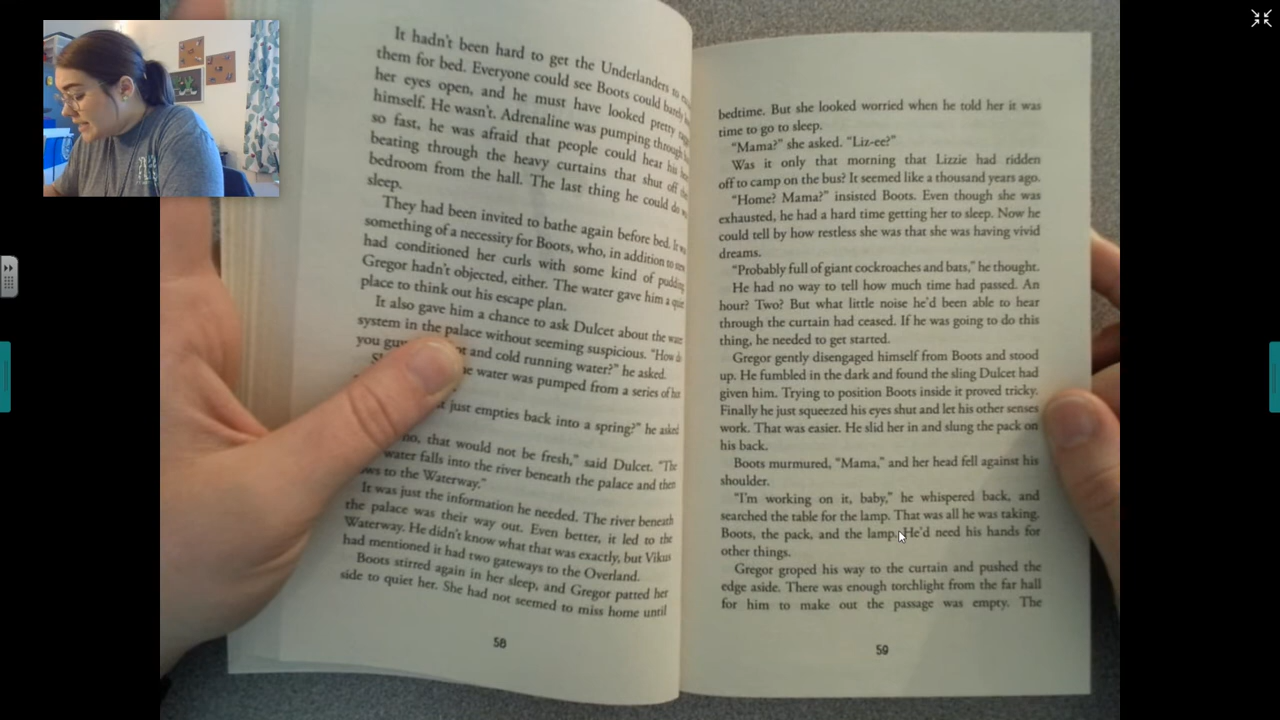 It hadn't been hard to get the Underlanders to
them for bed. Everyone could see Boots could barely
her eyes open, and he must have looked pretty
himself. He wasn't. Adrenaline was pumping through
so fast, he was afraid that people could hear his
beating through the heavy curtains that shut off
bedroom from the hall. The last thing he could do
sleep.
They had been invited to bathe again before bed. It
something of a necessity for Boots, who, in addition to
had conditioned her curls with some kind of pudding
Gregor hadn't objected, either. The water gave him a quiet
place to think out his escape plan.
It also gave him a chance to ask Dulcet about the water
system in the palace without seeming suspicious. "How do
you and cold running water?" he asked.
water was pumped from a series of hot
just empties back into a spring?" he asked
no, that would not be fresh," said Dulcet. "The
water falls into the river beneath the palace and then
to the Waterway."
It was just the information he needed. The river beneath
the palace was their way out. Even better, it led to the
Waterway. He didn't know what that was exactly, but Vikus
had mentioned it had two gateways to the Overland.
Boots stirred again in her sleep, and Gregor patted her
side to quiet her. She had not seemed to miss home until
58
bedtime. But she looked worried when he told her it was
time to go to sleep.
"Mama?" she asked. "Liz-ee?"
Was it only that morning that Lizzie had ridden
off to camp on the bus? It seemed like a thousand years ago.
"Home? Mama?" insisted Boots. Even though she was
exhausted, he had a hard time getting her to sleep. Now he
could tell by how restless she was that she was having vivid
dreams.
"Probably full of giant cockroaches and bats," he thought.
He had no way to tell how much time had passed. An
hour? Two? But what little noise he'd been able to hear
through the curtain had ceased. If he was going to do this
thing, he needed to get started.
Gregor gently disengaged himself from Boots and stood
up. He fumbled in the dark and found the sling Dulcet had
given him. Trying to position Boots inside it proved tricky.
Finally he just squeezed his eyes shut and let his other senses
work. That was easier. He slid her in and slung the pack on
his back.
Boots murmured, "Mama," and her head fell against his
shoulder.
"I'm working on it, baby," he whispered back, and
searched the table for the lamp. That was all he was taking.
Boots, the pack, and the lamp. He'd need his hands for
other things.
Gregor groped his way to the curtain and pushed the
edge aside. There was enough torchlight from the far hall
for him to make out the passage was empty. The
59